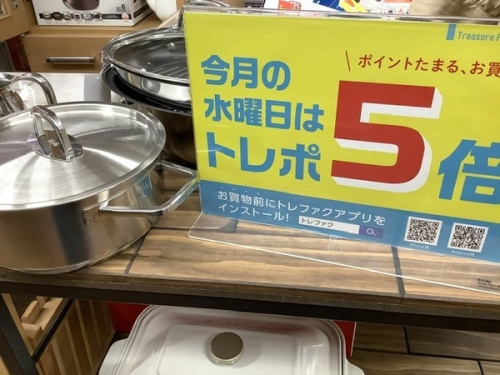 Treasure F
ポイントたまる、お買
今月の
水曜日は
トレポ
5倍
お買物前にトレファクアプリを
インストール!
トレファク